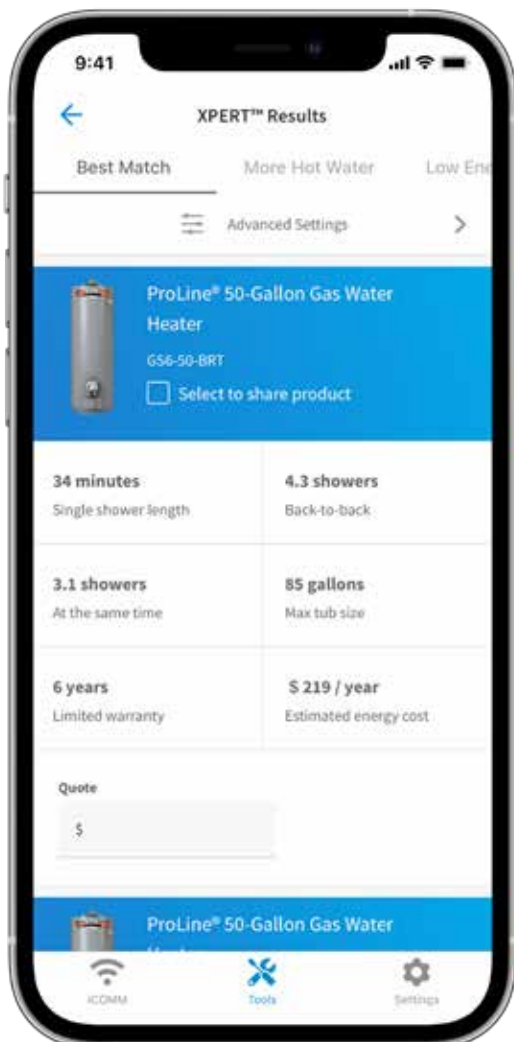 9:41
XPERT™ Results
Best Match More Hot Water Low Ene
Advanced Settings
ProLine® 50-Gallon Gas Water
Heater
GS6-50-BRT
Select to share product
34 minutes 4.3 showers
Single shower length Back-to-back
3.1 showers 85 gallons
At the same time Max tub size
6 years $ 219 / year
Limited warranty Estimated energy cost
Quote
$
ProLine® 50-Gallon Gas Water
iCOMM Tools Settings